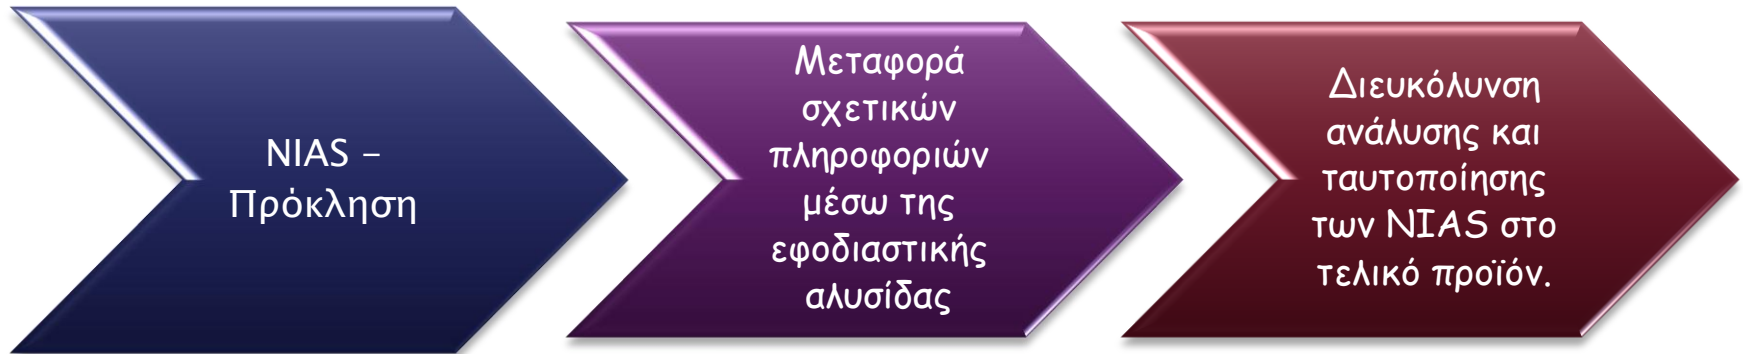 NIAS –
Πρόκληση
Μεταφορά
σχετικών
πληροφοριών
μέσω της
εφοδιαστικής
αλυσίδας
Διευκόλυνση
ανάλυσης και
ταυτοποίησης
των NIAS στο
τελικό προϊόν.